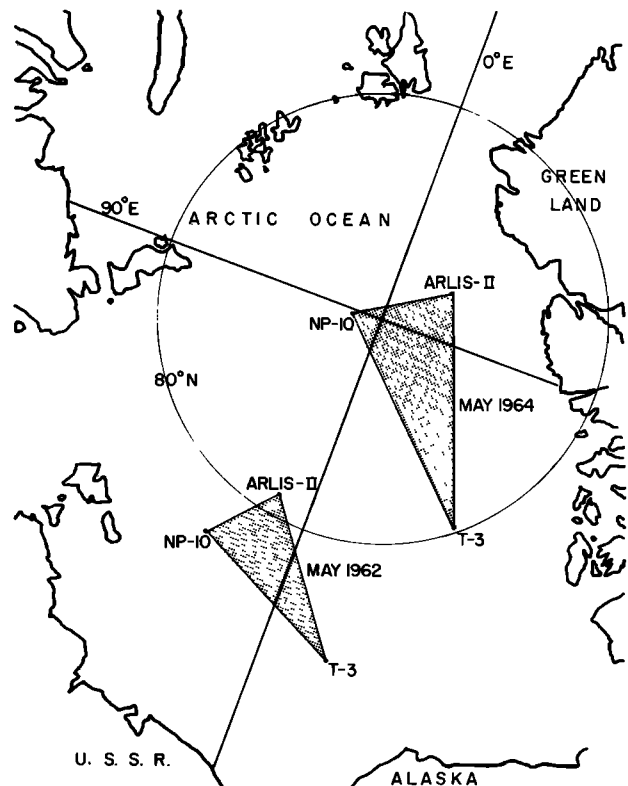 0°E
GREEN
LAND
90°E
ARCTIC OCEAN
ARLIS-II
NP-10
80°N
MAY 1964
ARLIS-II
NP-10
T-3
MAY 1962
T-3
U. S. S. R.
ALASKA